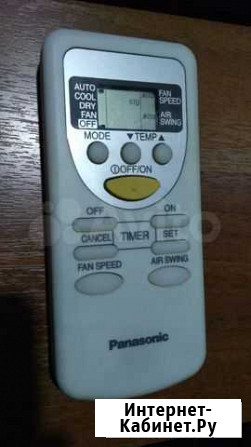 AUTO
COOL
DRY
FAN
OFF
FAN
SPEED
AIR
SWING
MODE ▼TEMP▲
OFF/ON
OFF ON
CANCEL TIMER SET
FAN SPEED AIR SWING
Panasonic
Интернет-
Кабинет.Ру